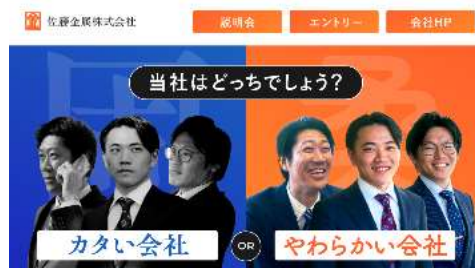 佐藤金属株式会社
説明会
エントリー
会社HP
当社はどっちでしょう?
カタい会社
OR
やわらかい会社